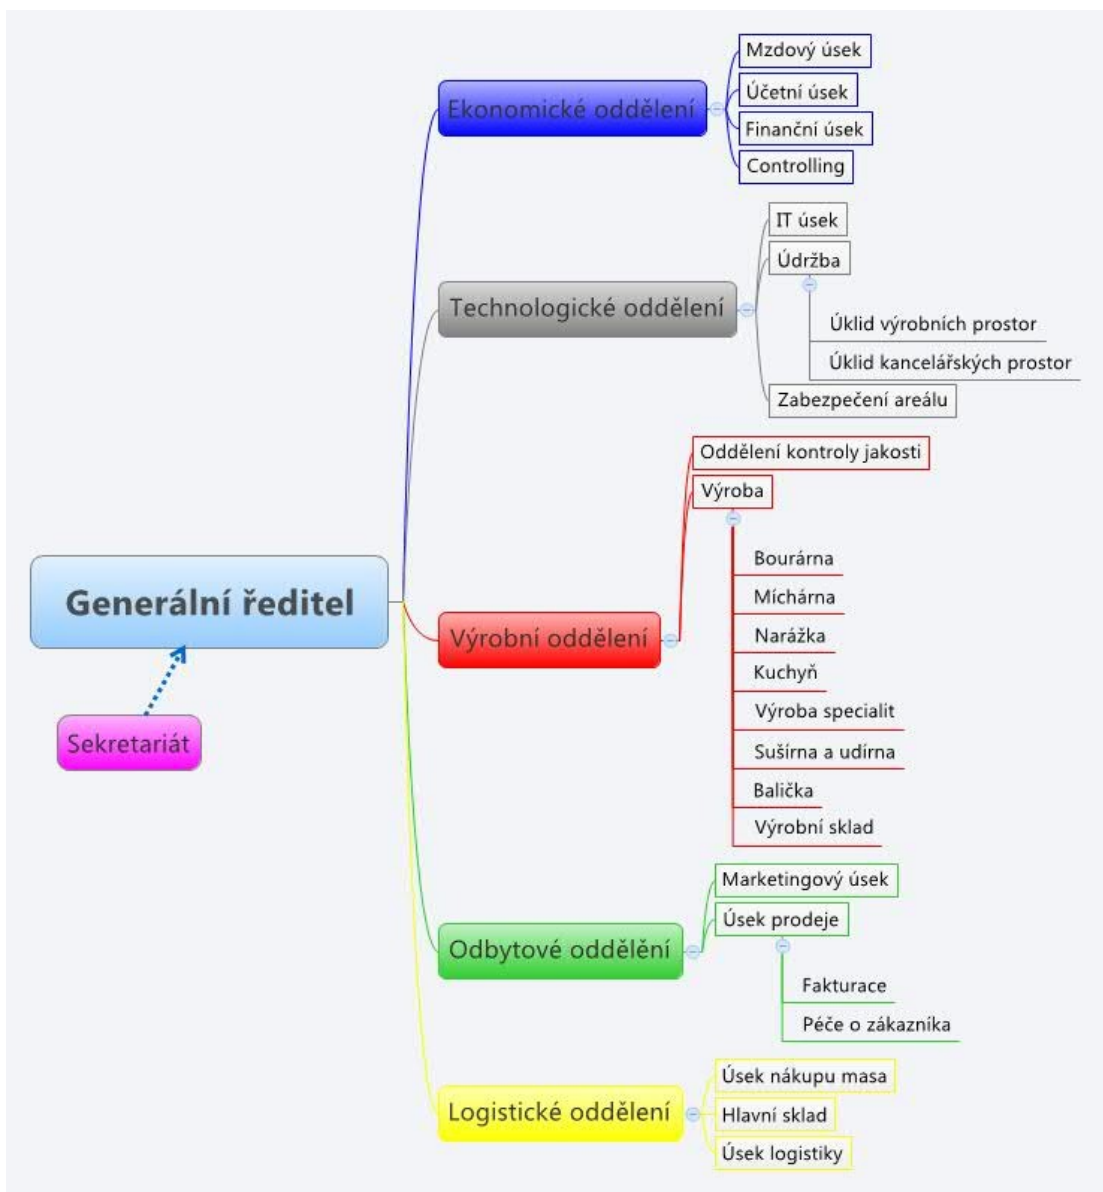 Mzdový úsek
Účetní úsek
Ekonomické oddělení
Finanční úsek
Controlling
IT úsek
Údržba
Technologické oddělení
Úklid výrobních prostor
Úklid kancelářských prostor
Zabezpečení areálu
Oddělení kontroly jakosti
Výroba
Bourárna
Míchárna
Generální ředitel
Výrobní oddělení
Narážka
Kuchyň
Výroba specialit
Sekretariát
Sušírna a udírna
Balička
Výrobní sklad
Marketingový úsek
Úsek prodeje
Odbytové oddělění
Fakturace
Péče o zákazníka
Úsek nákupu masa
Logistické oddělení
Hlavní sklad
Úsek logistiky